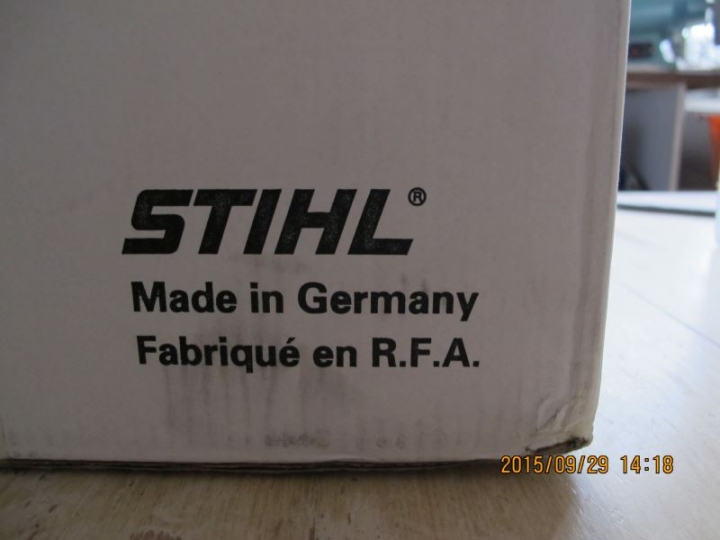 STIHL®
Made in Germany
Fabriqué en R.F.A.
2015/09/29 14:18